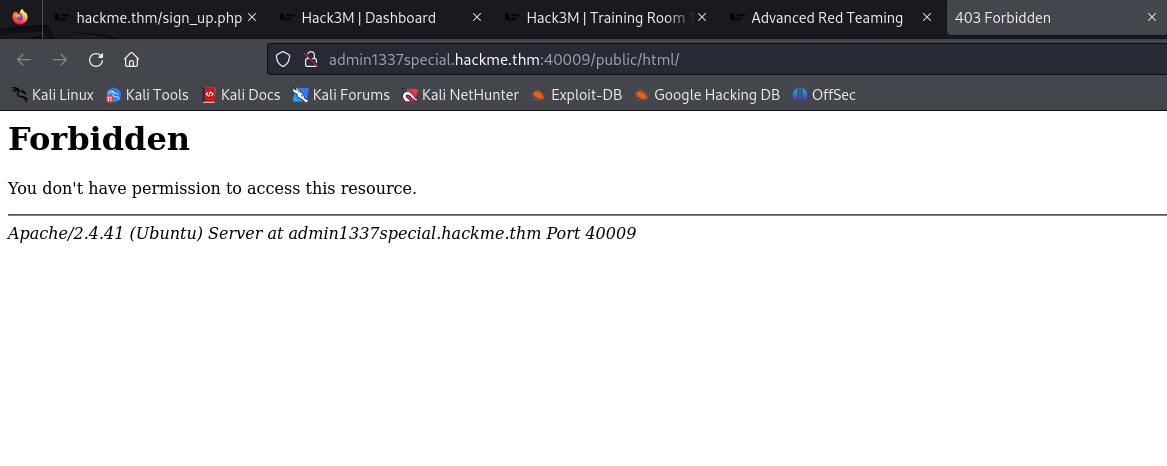 hackme.thm/sign_up.php
Hack3M | Dashboard
Hack3M | Training Room
Advanced Red Teaming
403 Forbidden
admin1337special.hackme.thm:40009/public/html/
Kali Linux Kali Tools Kali Docs Kali Forums Kali NetHunter Exploit-DB Google Hacking DB OffSec
Forbidden
You don't have permission to access this resource.
Apache/2.4.41 (Ubuntu) Server at admin1337special.hackme.thm Port 40009